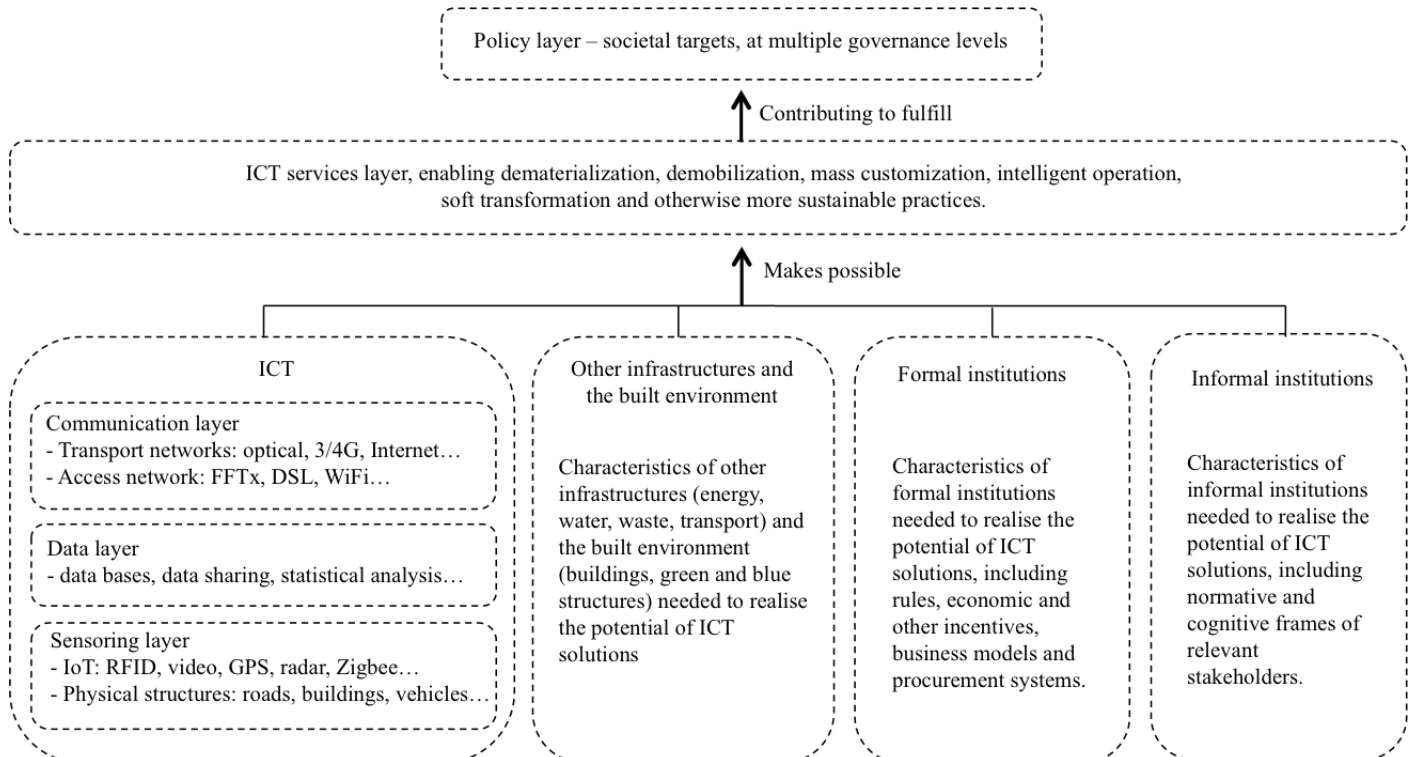 Policy layer – societal targets, at multiple governance levels
Contributing to fulfill
ICT services layer, enabling dematerialization, demobilization, mass customization, intelligent operation,
soft transformation and otherwise more sustainable practices.
Makes possible
ICT
Communication layer
- Transport networks: optical, 3/4G, Internet…
- Access network: FFTx, DSL, WiFi…
Data layer
- data bases, data sharing, statistical analysis…
Sensoring layer
- IoT: RFID, video, GPS, radar, Zigbee…
- Physical structures: roads, buildings, vehicles…
Other infrastructures and
the built environment
Characteristics of other
infrastructures (energy,
water, waste, transport) and
the built environment
(buildings, green and blue
structures) needed to realise
the potential of ICT
solutions
Formal institutions
Characteristics of
formal institutions
needed to realise the
potential of ICT
solutions, including
rules, economic and
other incentives,
business models and
procurement systems.
Informal institutions
Characteristics of
informal institutions
needed to realise the
potential of ICT
solutions, including
normative and
cognitive frames of
relevant
stakeholders.